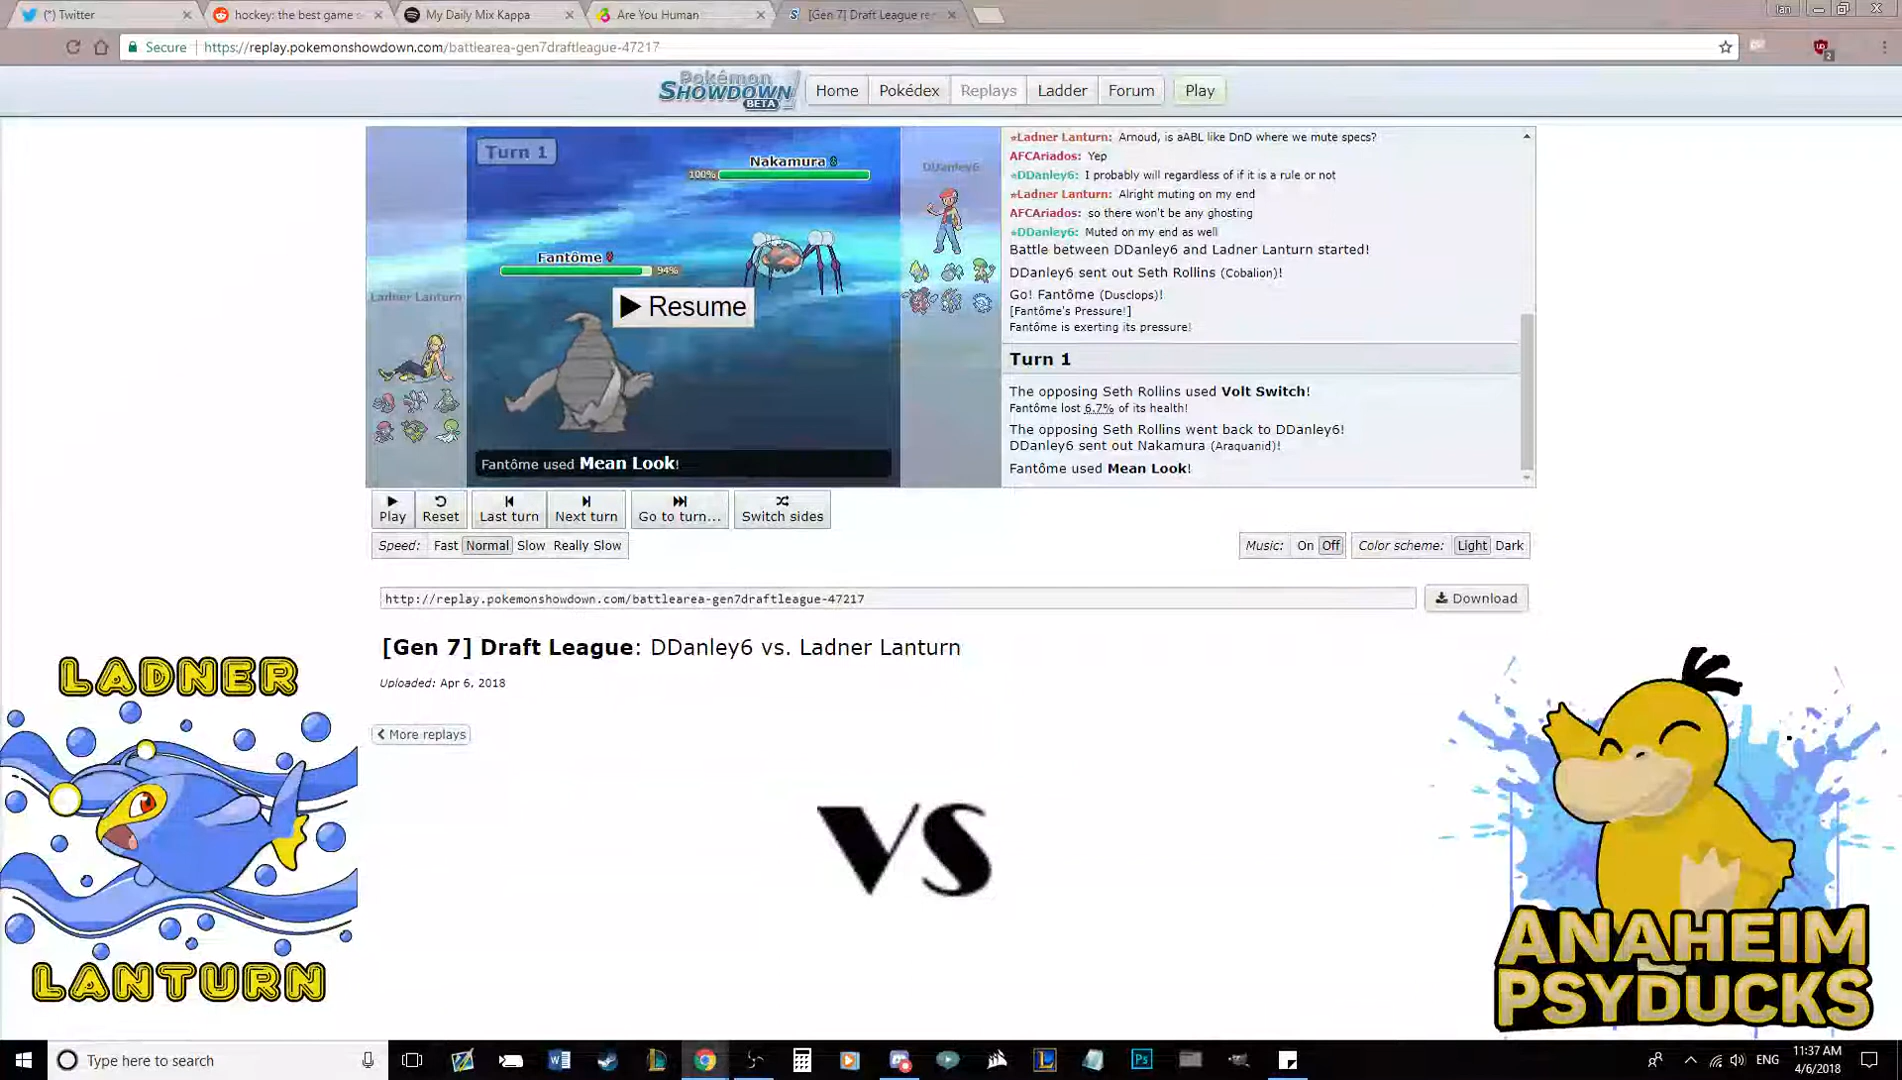 (*) Twitter
hockey: the best game o
My Daily Mix Kappa
Are You Human
[Gen 7] Draft League re
Ian
Secure
https://replay.pokemonshowdown.com/battlearea-gen7draftleague-47217
2
Pokémon
SHOWDOWN
BETA
Home
Pokédex
Replays
Ladder
Forum
Play
Turn 1
Nakamura
100%
Fantôme
94%
Ladner Lanturn
DDanley6
Resume
Fantôme used Mean Look!
*Ladner Lanturn: Arnoud, is aABL like DnD where we mute specs?
AFCAriados: Yep
*DDanley6: I probably will regardless of if it is a rule or not
*Ladner Lanturn: Alright muting on my end
AFCAriados: so there won't be any ghosting
*DDanley6: Muted on my end as well
Battle between DDanley6 and Ladner Lanturn started!
DDanley6 sent out Seth Rollins (Cobalion)!
Go! Fantôme (Dusclops)!
[Fantôme's Pressure!]
Fantôme is exerting its pressure!
Turn 1
The opposing Seth Rollins used Volt Switch!
Fantôme lost 6.7% of its health!
The opposing Seth Rollins went back to DDanley6!
DDanley6 sent out Nakamura (Araquanid)!
Fantôme used Mean Look!
Play
Reset
Last turn
Next turn
Go to turn...
Switch sides
Speed: Fast Normal Slow Really Slow
Music: On Off
Color scheme: Light Dark
http://replay.pokemonshowdown.com/battlearea-gen7draftleague-47217
Download
[Gen 7] Draft League: DDanley6 vs. Ladner Lanturn
Uploaded: Apr 6, 2018
More replays
LADNER
LANTURN
VS
ANAHEIM
PSYDUCKS
Type here to search
ENG
11:37 AM
4/6/2018